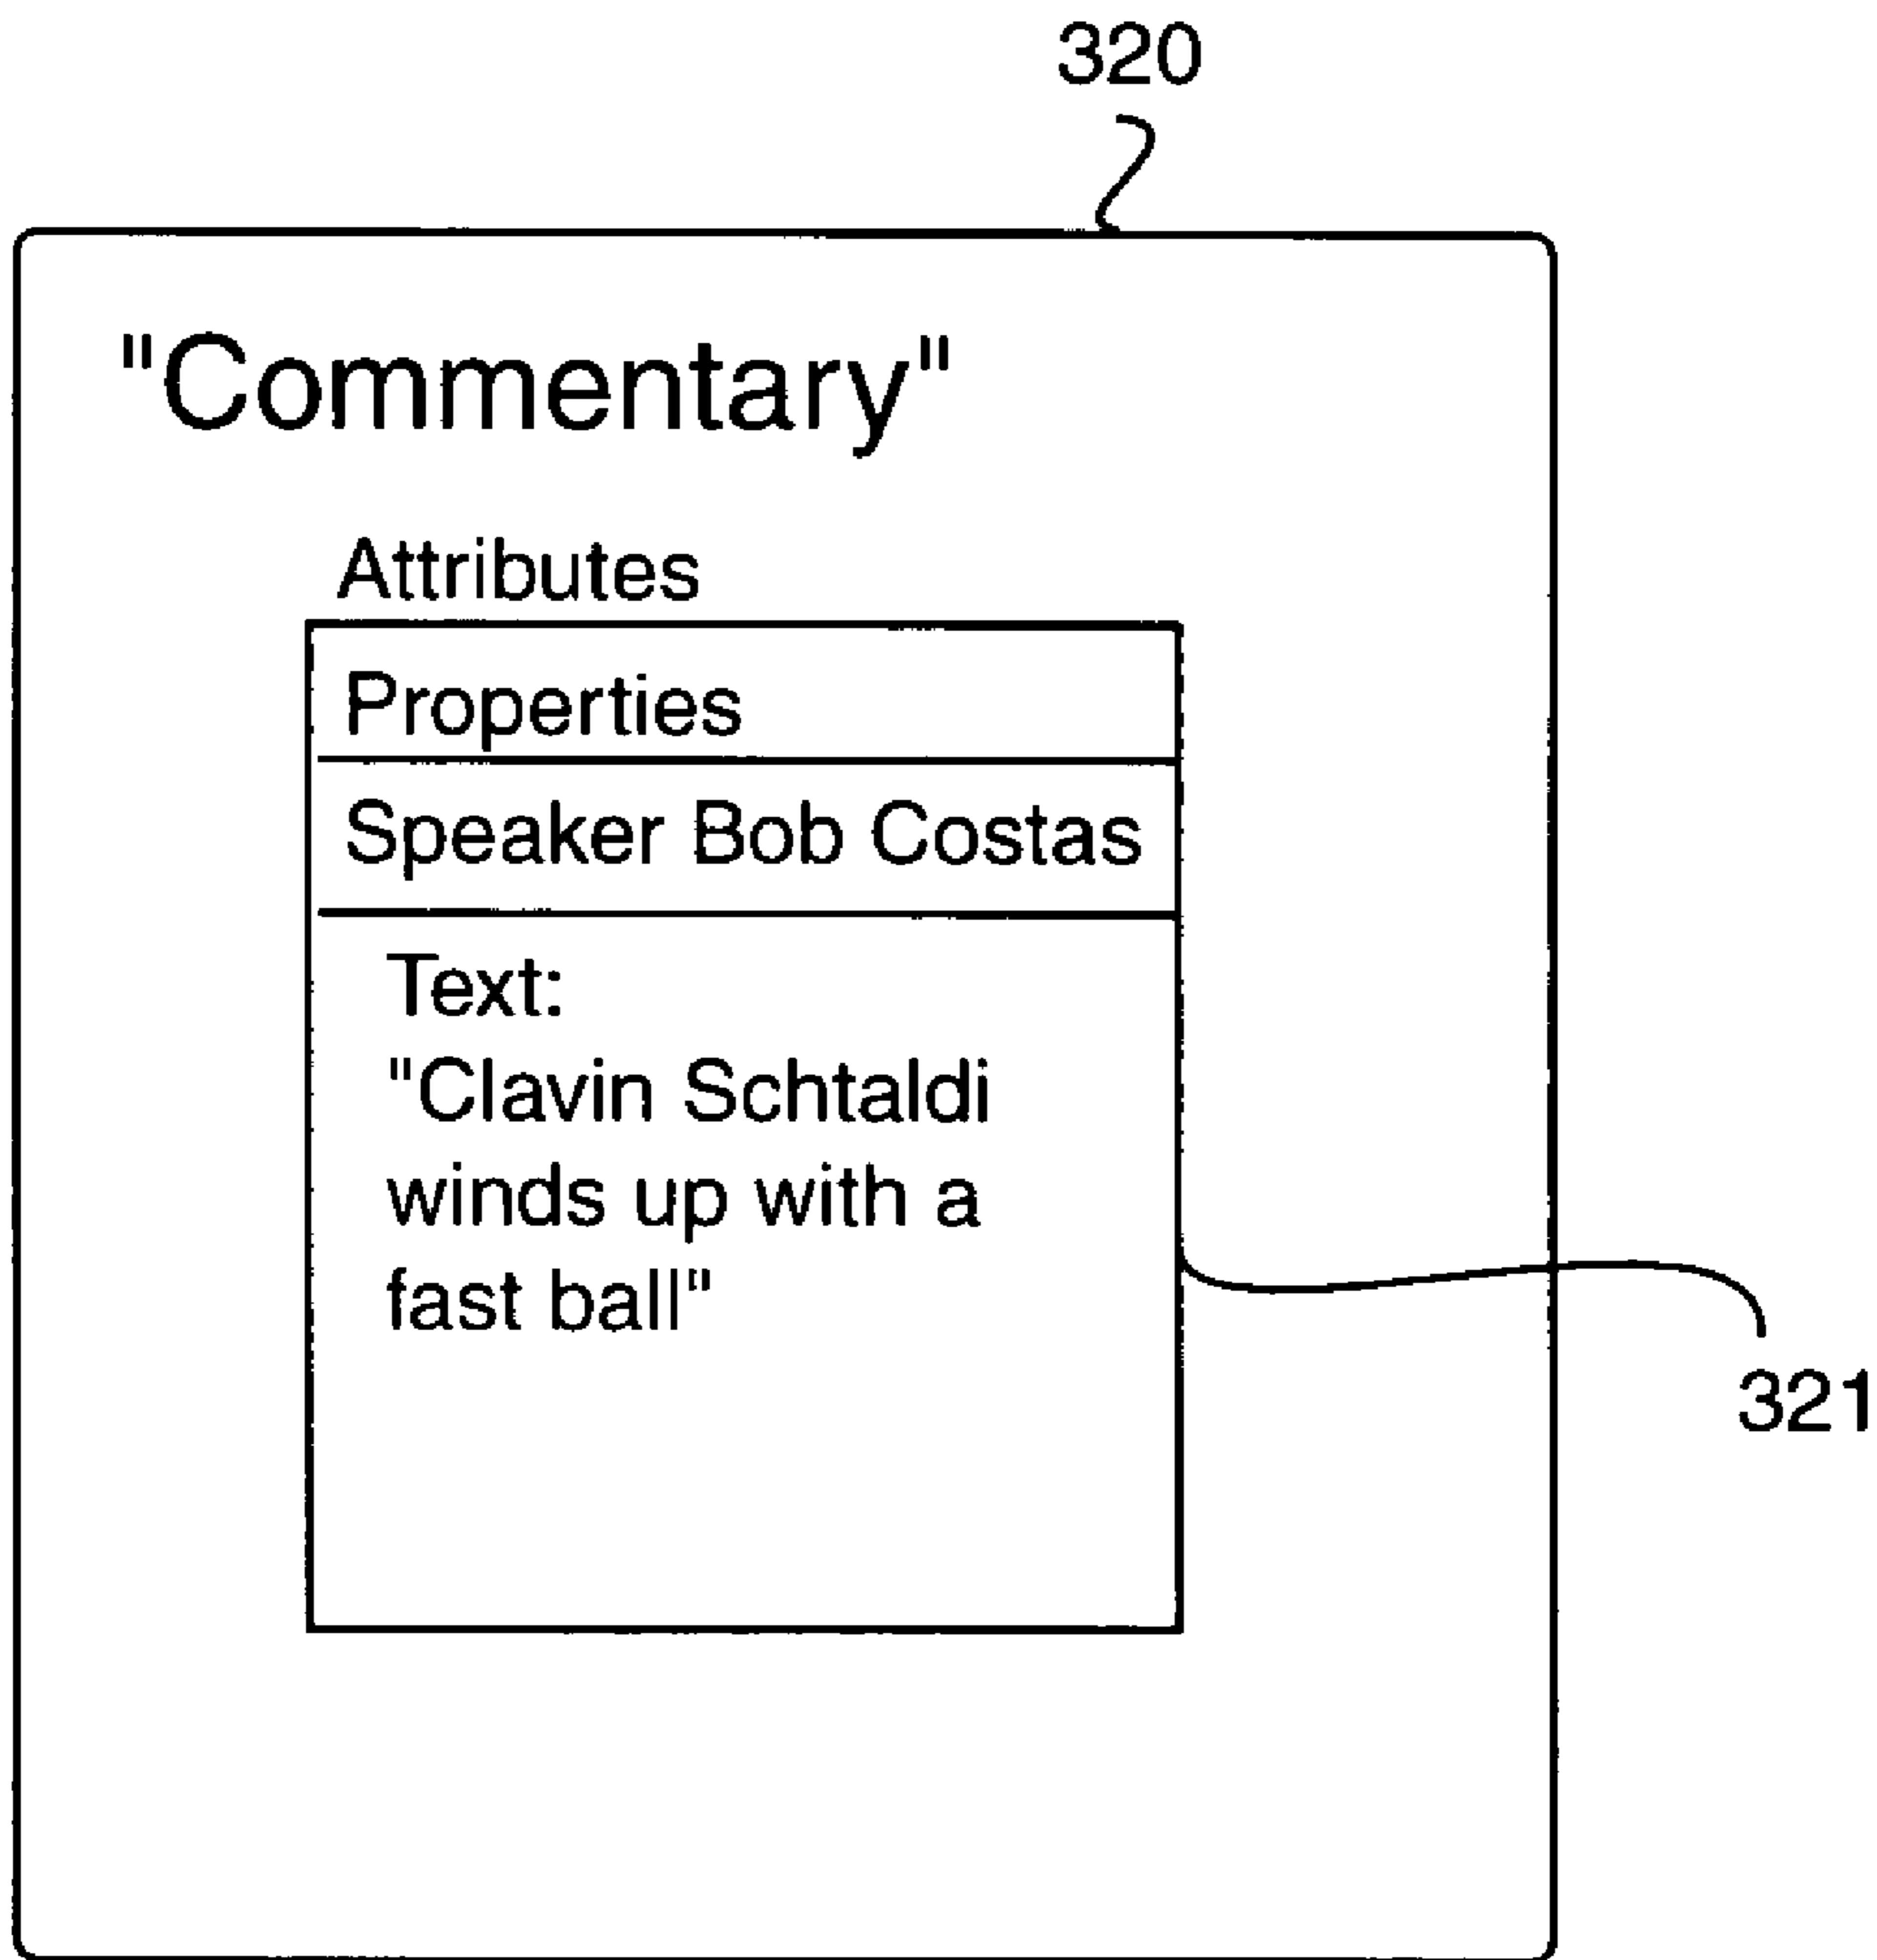 320
"Commentary"
Attributes
Properties
Speaker Bob Costas
Text:
"Clavin Schtaldi
winds up with a
fast ball"
321